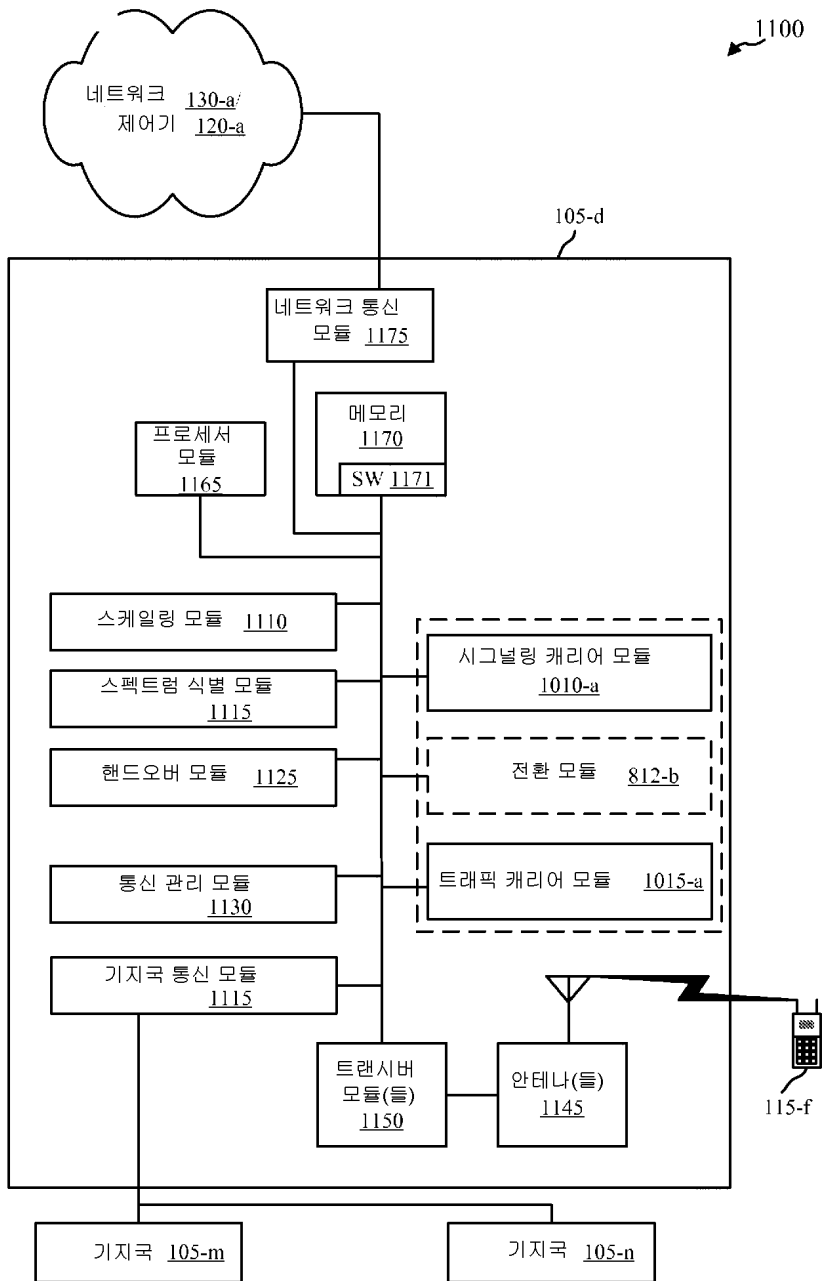 1100
네트워크 130-a/
제어기 120-a
105-d
네트워크 통신
모듈 1175
메모리
1170
SW 1171
프로세서
모듈
1165
스케일링 모듈 1110
시그널링 캐리어 모듈
1010-a
스펙트럼 식별 모듈
1115
핸드오버 모듈 1125
전환 모듈 812-b
통신 관리 모듈
1130
트래픽 캐리어 모듈 1015-a
기지국 통신 모듈
1115
트랜시버
모듈(들)
1150
안테나(들)
1145
115-f
기지국 105-m
기지국 105-n